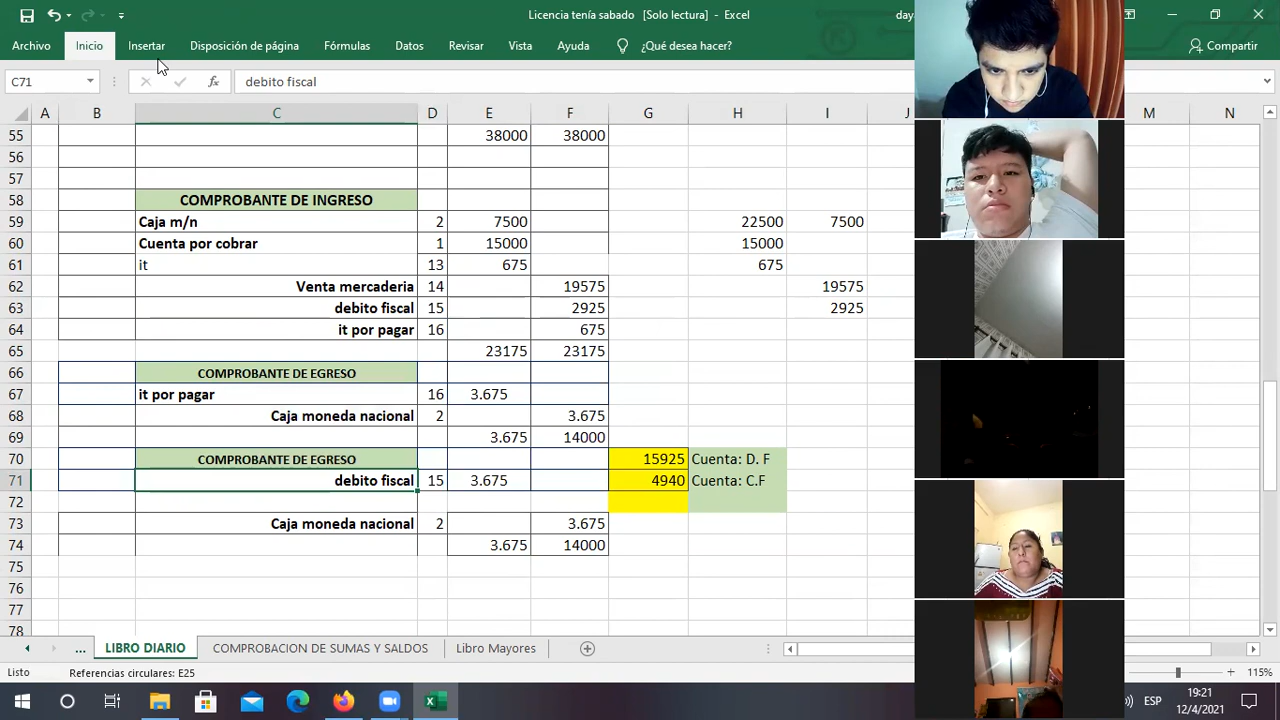 Licencia tenía sabado [Solo lectura] - Excel
day
Archivo Inicio Insertar Disposición de página Fórmulas Datos Revisar Vista Ayuda ¿Qué desea hacer? Compartir
C71 fx debito fiscal
A B C D E F G H I J M N
55 38000 38000
56
57
58 COMPROBANTE DE INGRESO
59 Caja m/n 2 7500 22500 7500
60 Cuenta por cobrar 1 15000 15000
61 it 13 675 675
62 Venta mercaderia 14 19575 19575
63 debito fiscal 15 2925 2925
64 it por pagar 16 675
65 23175 23175
66 COMPROBANTE DE EGRESO
67 it por pagar 16 3.675
68 Caja moneda nacional 2 3.675
69 3.675 14000
70 COMPROBANTE DE EGRESO 15925 Cuenta: D. F
71 debito fiscal 15 3.675 4940 Cuenta: C.F
72
73 Caja moneda nacional 2 3.675
74 3.675 14000
75
76
77
78
... LIBRO DIARIO COMPROBACION DE SUMAS Y SALDOS Libro Mayores
Listo Referencias circulares: E25 115%
ESP 19:21
12/4/2021